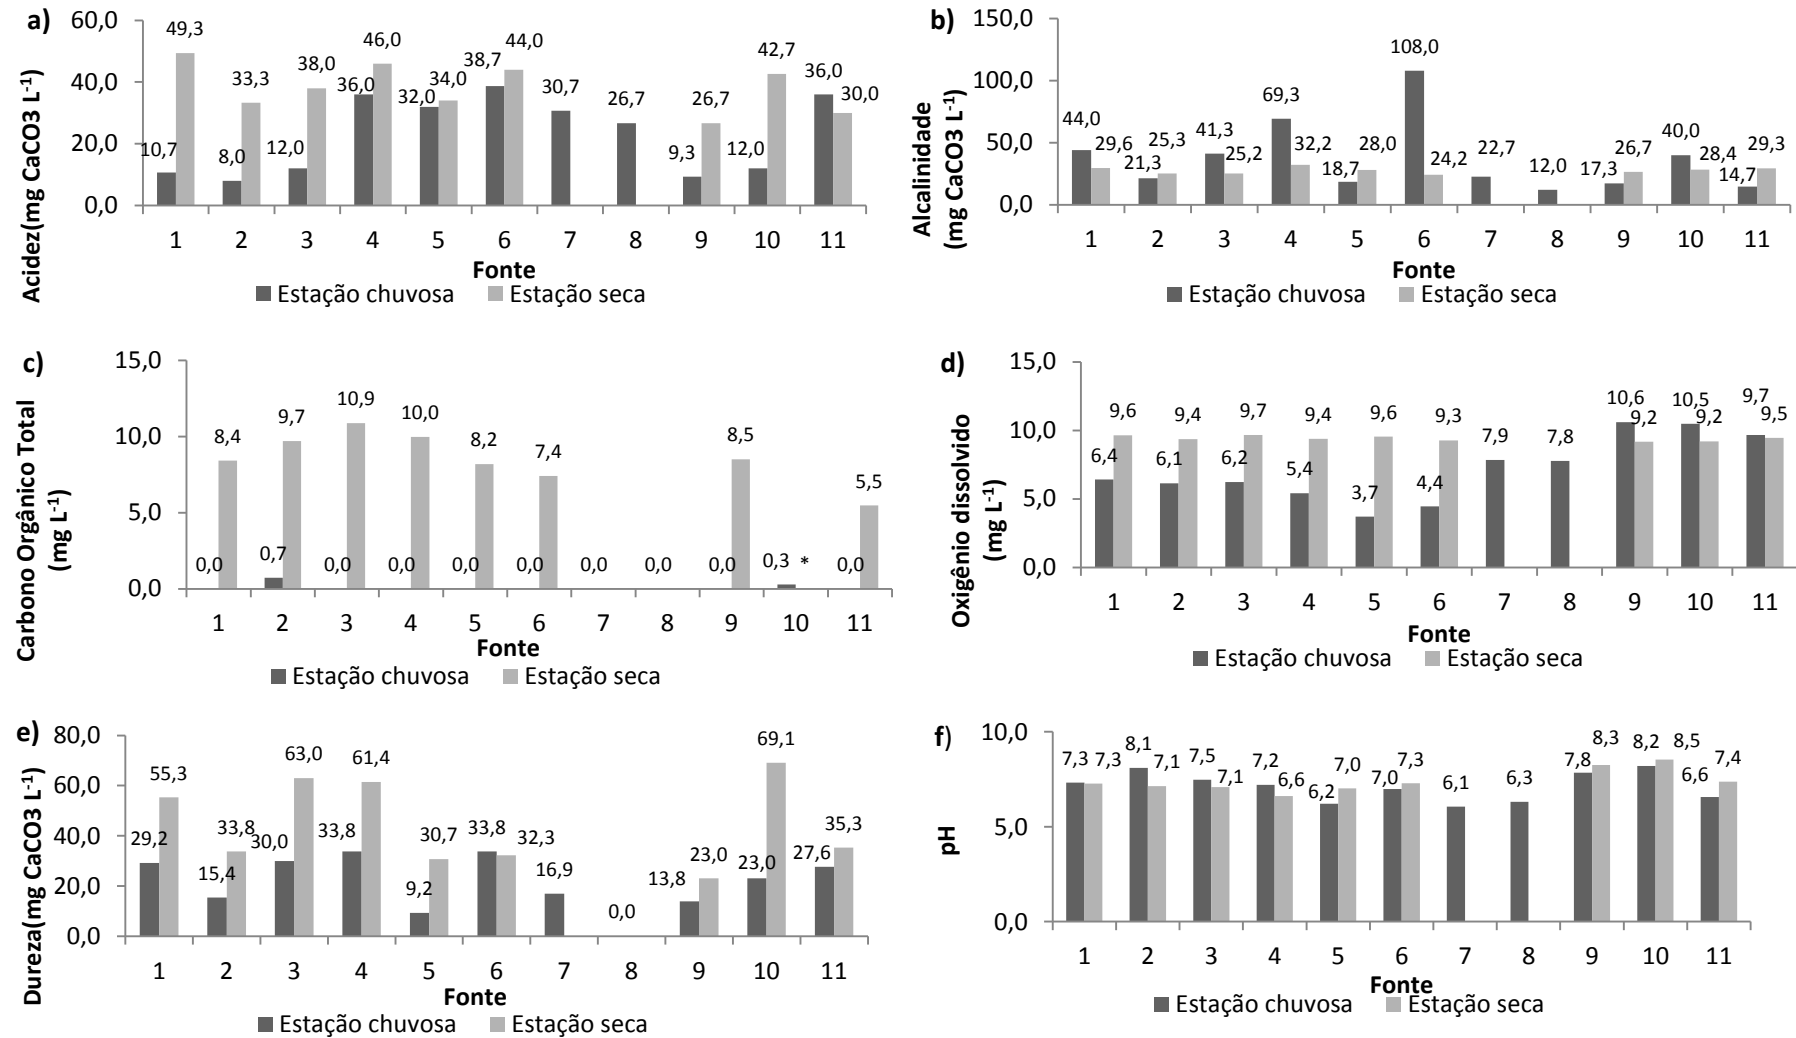 a)
Acidez(mg CaCO3 L-1)
60,0
40,0
20,0
0,0
10,7 8,0 12,0 36,0 32,0 38,7 30,7 26,7 9,3 12,0 36,0
49,3 33,3 38,0 46,0 34,0 44,0 26,7 42,7 30,0
1 2 3 4 5 6 7 8 9 10 11
Fonte
Estação chuvosa Estação seca
b)
Alcalinidade
(mg CaCO3 L-1)
150,0
100,0
50,0
0,0
44,0 21,3 41,3 69,3 18,7 108,0 22,7 12,0 17,3 40,0 14,7
29,6 25,3 25,2 32,2 28,0 24,2 26,7 28,4 29,3
1 2 3 4 5 6 7 8 9 10 11
Fonte
Estação chuvosa Estação seca
c)
Carbono Orgânico Total
(mg L-1)
15,0
10,0
5,0
0,0
0,0 0,7 0,0 0,0 0,0 0,0 0,0 0,0 0,0 0,3 0,0
8,4 9,7 10,9 10,0 8,2 7,4 8,5 * 5,5
1 2 3 4 5 6 7 8 9 10 11
Fonte
Estação chuvosa Estação seca
d)
Oxigênio dissolvido
(mg L-1)
15,0
10,0
5,0
0,0
6,4 6,1 6,2 5,4 3,7 4,4 7,9 7,8 10,6 10,5 9,7
9,6 9,4 9,7 9,4 9,6 9,3 9,2 9,2 9,5
1 2 3 4 5 6 7 8 9 10 11
Fonte
Estação chuvosa Estação seca
e)
Dureza(mg CaCO3 L-1)
80,0
60,0
40,0
20,0
0,0
29,2 15,4 30,0 33,8 9,2 33,8 16,9 0,0 13,8 23,0 27,6
55,3 33,8 63,0 61,4 30,7 32,3 23,0 69,1 35,3
1 2 3 4 5 6 7 8 9 10 11
Fonte
Estação chuvosa Estação seca
f)
pH
10,0
5,0
0,0
7,3 8,1 7,5 7,2 6,2 7,0 6,1 6,3 7,8 8,2 6,6
7,3 7,1 7,1 6,6 7,0 7,3 8,3 8,5 7,4
1 2 3 4 5 6 7 8 9 10 11
Fonte
Estação chuvosa Estação seca